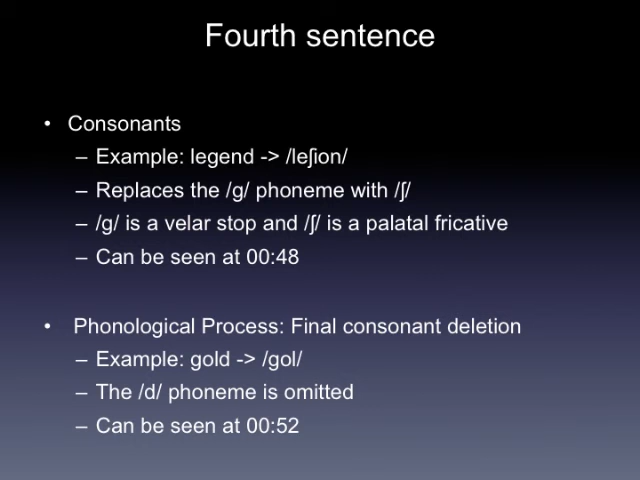 Fourth sentence
• Consonants
– Example: legend -> /leʃion/
– Replaces the /g/ phoneme with /ʃ/
– /g/ is a velar stop and /ʃ/ is a palatal fricative
– Can be seen at 00:48
• Phonological Process: Final consonant deletion
– Example: gold -> /gol/
– The /d/ phoneme is omitted
– Can be seen at 00:52